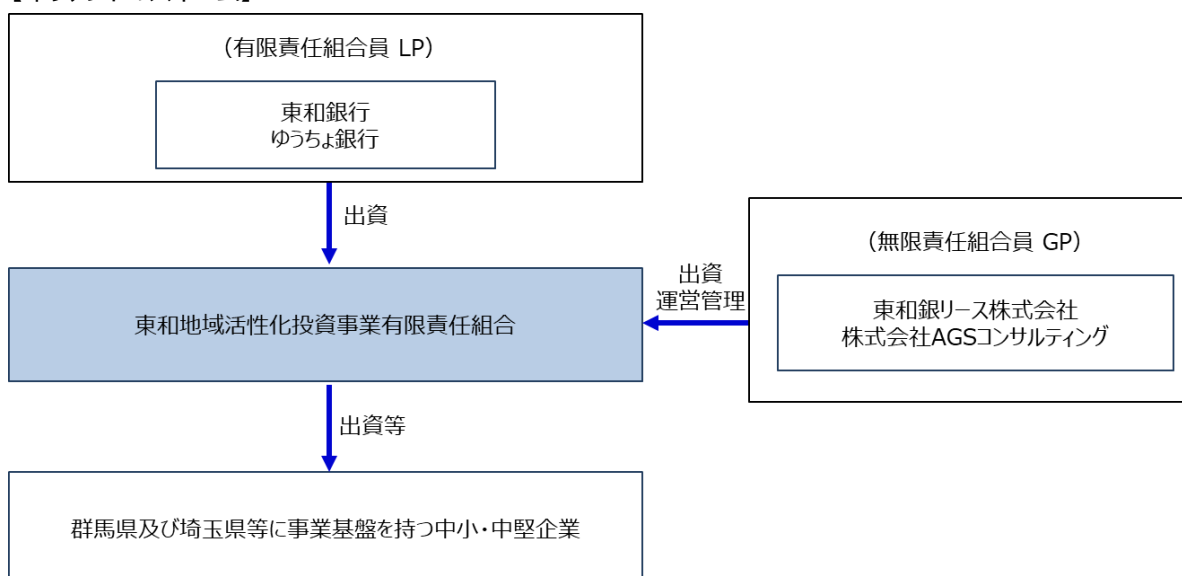 （有限責任組合員 LP）
東和銀行
ゆうちょ銀行
出資
（無限責任組合員 GP）
出資
運営管理
東和地域活性化投資事業有限責任組合
東和銀リース株式会社
株式会社AGSコンサルティング
出資等
群馬県及び埼玉県等に事業基盤を持つ中小・中堅企業